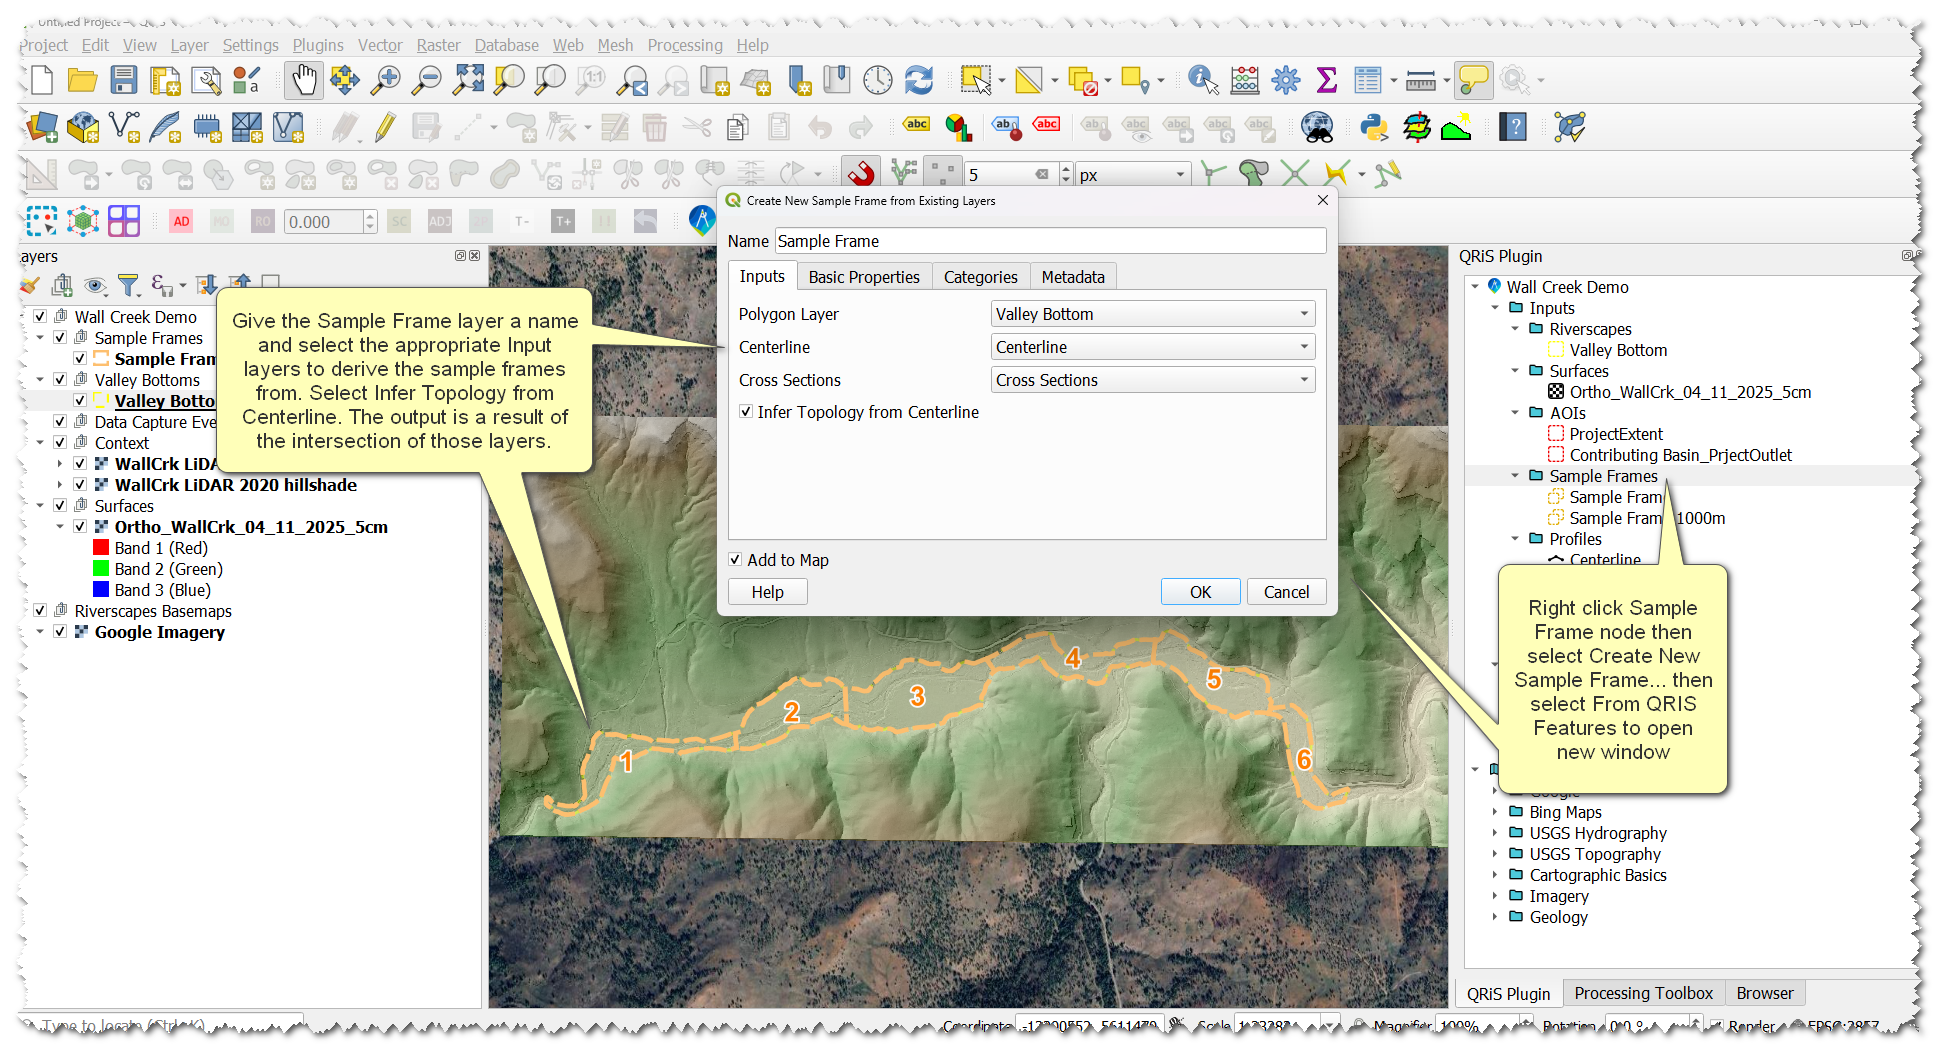 Untitled Project — QGIS
Project Edit View Layer Settings Plugins Vector Raster Database Web Mesh Processing Help
1:1
a
abc abc abc
5 px
AD MO RO 0.000 SC ADJ T- T+
Layers
Wall Creek Demo
Sample Frames
Sample Fram
Valley Bottoms
Valley Botto
Data Capture Eve
Context
WallCrk LiDA
WallCrk LiDAR 2020 hillshade
Surfaces
Ortho_WallCrk_04_11_2025_5cm
Band 1 (Red)
Band 2 (Green)
Band 3 (Blue)
Riverscapes Basemaps
Google Imagery
Give the Sample Frame layer a name
and select the appropriate Input
layers to derive the sample frames
from. Select Infer Topology from
Centerline. The output is a result of
the intersection of those layers.
Create New Sample Frame from Existing Layers
Name Sample Frame
Inputs Basic Properties Categories Metadata
Polygon Layer Valley Bottom
Centerline Centerline
Cross Sections Cross Sections
Infer Topology from Centerline
Add to Map
Help OK Cancel
1
2
3
4
5
6
QRiS Plugin
Wall Creek Demo
Inputs
Riverscapes
Valley Bottom
Surfaces
Ortho_WallCrk_04_11_2025_5cm
AOIs
ProjectExtent
Contributing Basin_PrjectOutlet
Sample Frames
Sample Fram
Sample Fram 1000m
Profiles
Centerline
Right click Sample
Frame node then
select Create New
Sample Frame... then
select From QRIS
Features to open
new window
Google
Bing Maps
USGS Hydrography
USGS Topography
Cartographic Basics
Imagery
Geology
QRiS Plugin Processing Toolbox Browser
Type to locate (Ctrl+K)
Coordinate Scale Magnifier 100% Rotation 0.0 ° Render EPSG:3857